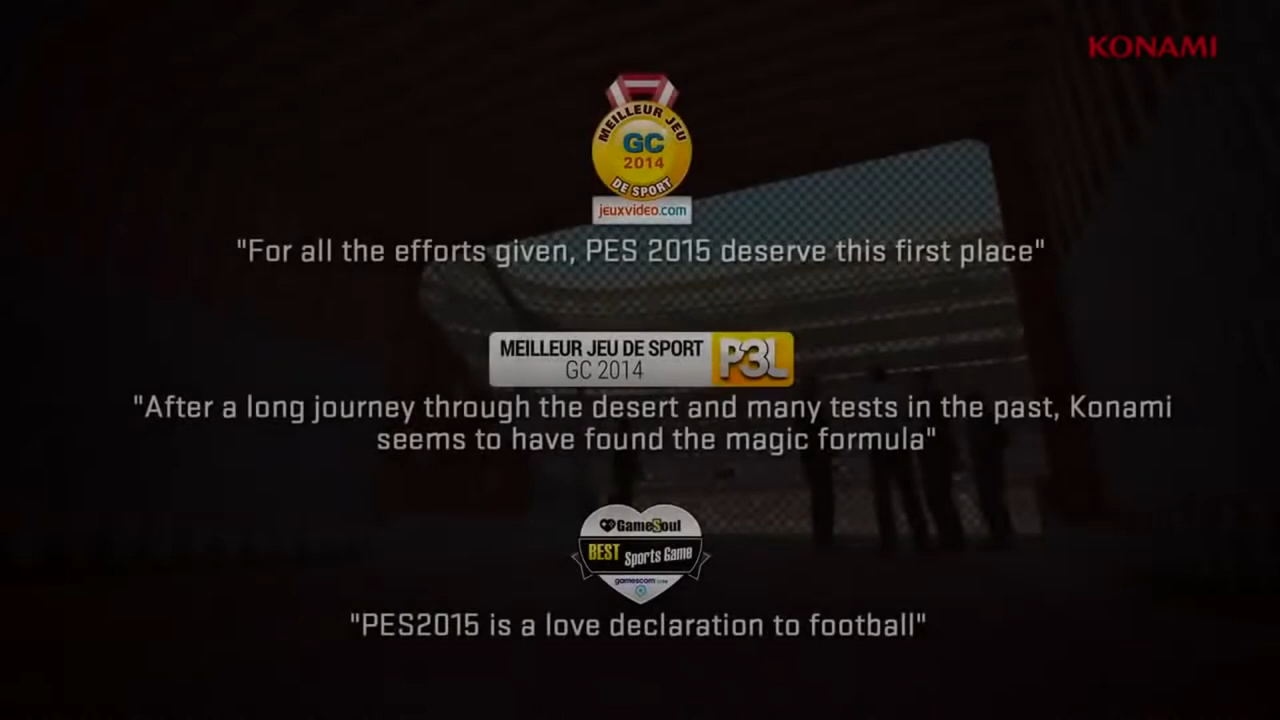 KONAMI
MEILLEUR JEU
GC
2014
DE SPORT
jeuxvideo.com
"For all the efforts given, PES 2015 deserve this first place"
MEILLEUR JEU DE SPORT
GC 2014
P3L
"After a long journey through the desert and many tests in the past, Konami
seems to have found the magic formula"
GameSoul
BEST Sports Game
gamescom
"PES2015 is a love declaration to football"